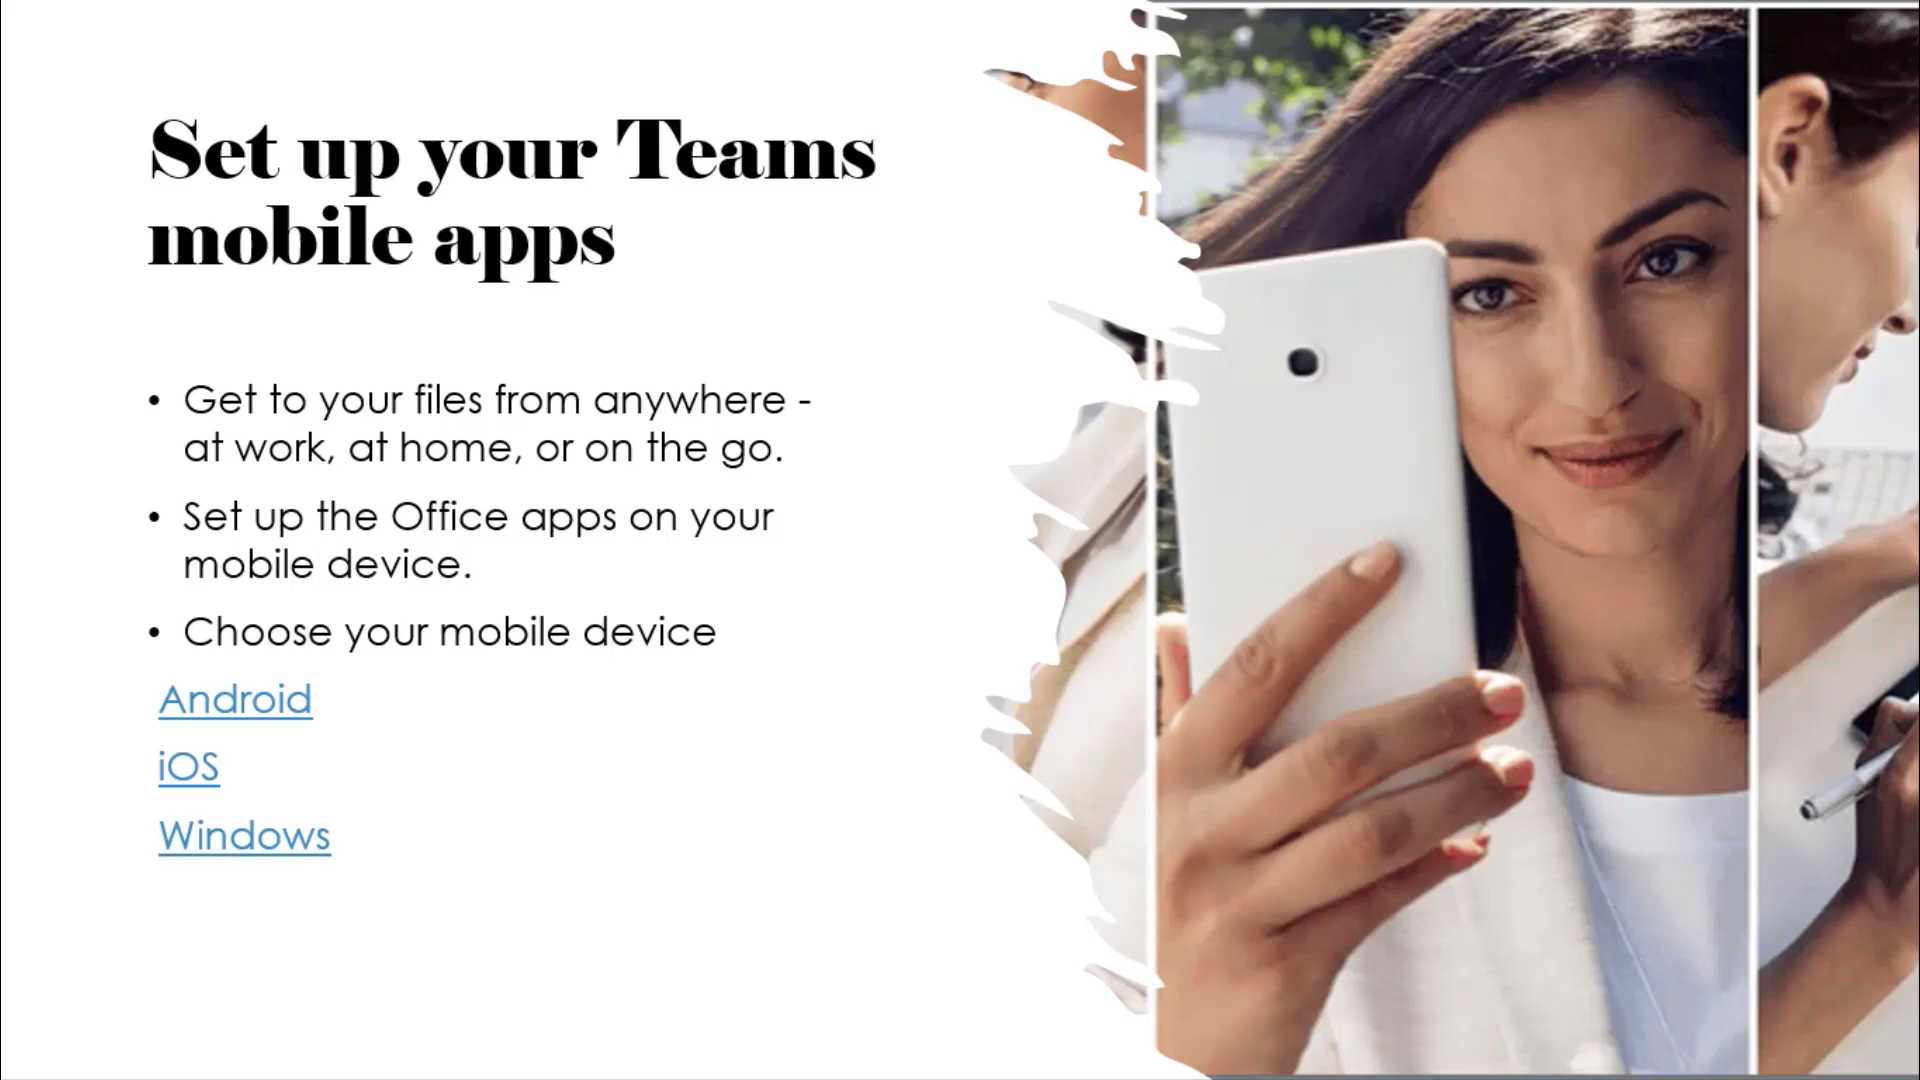 Set up your Teams
mobile apps
• Get to your files from anywhere -
at work, at home, or on the go.
• Set up the Office apps on your
mobile device.
• Choose your mobile device
Android
iOS
Windows